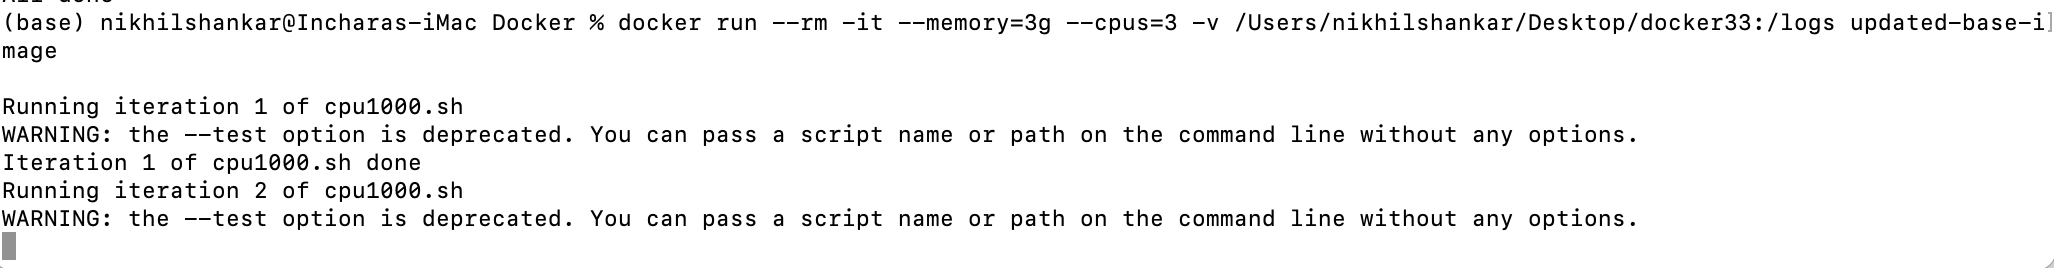 (base) nikhilshankar@Incharas-iMac Docker % docker run --rm -it --memory=3g --cpus=3 -v /Users/nikhilshankar/Desktop/docker33:/logs updated-base-i]
mage
Running iteration 1 of cpu1000.sh
WARNING: the --test option is deprecated. You can pass a script name or path on the command line without any options.
Iteration 1 of cpu1000.sh done
Running iteration 2 of cpu1000.sh
WARNING: the --test option is deprecated. You can pass a script name or path on the command line without any options.